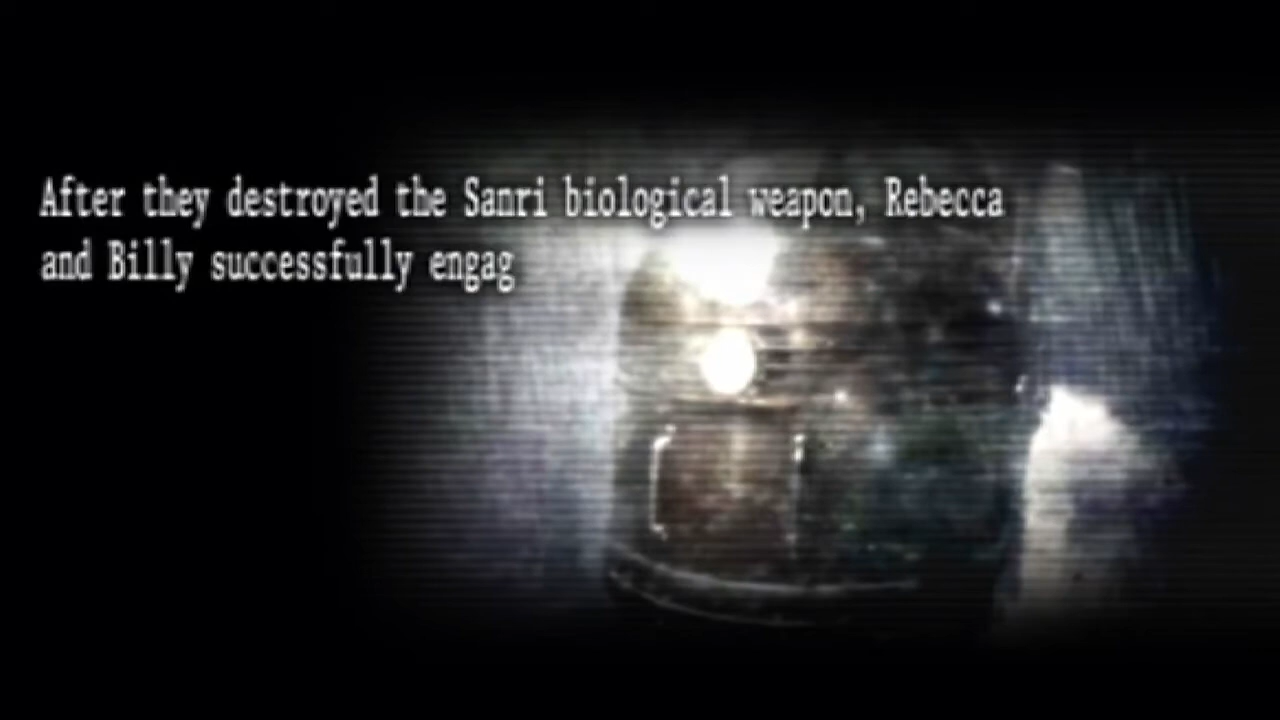 After they destroyed the Sanri biological weapon, Rebecca
and Billy successfully engag